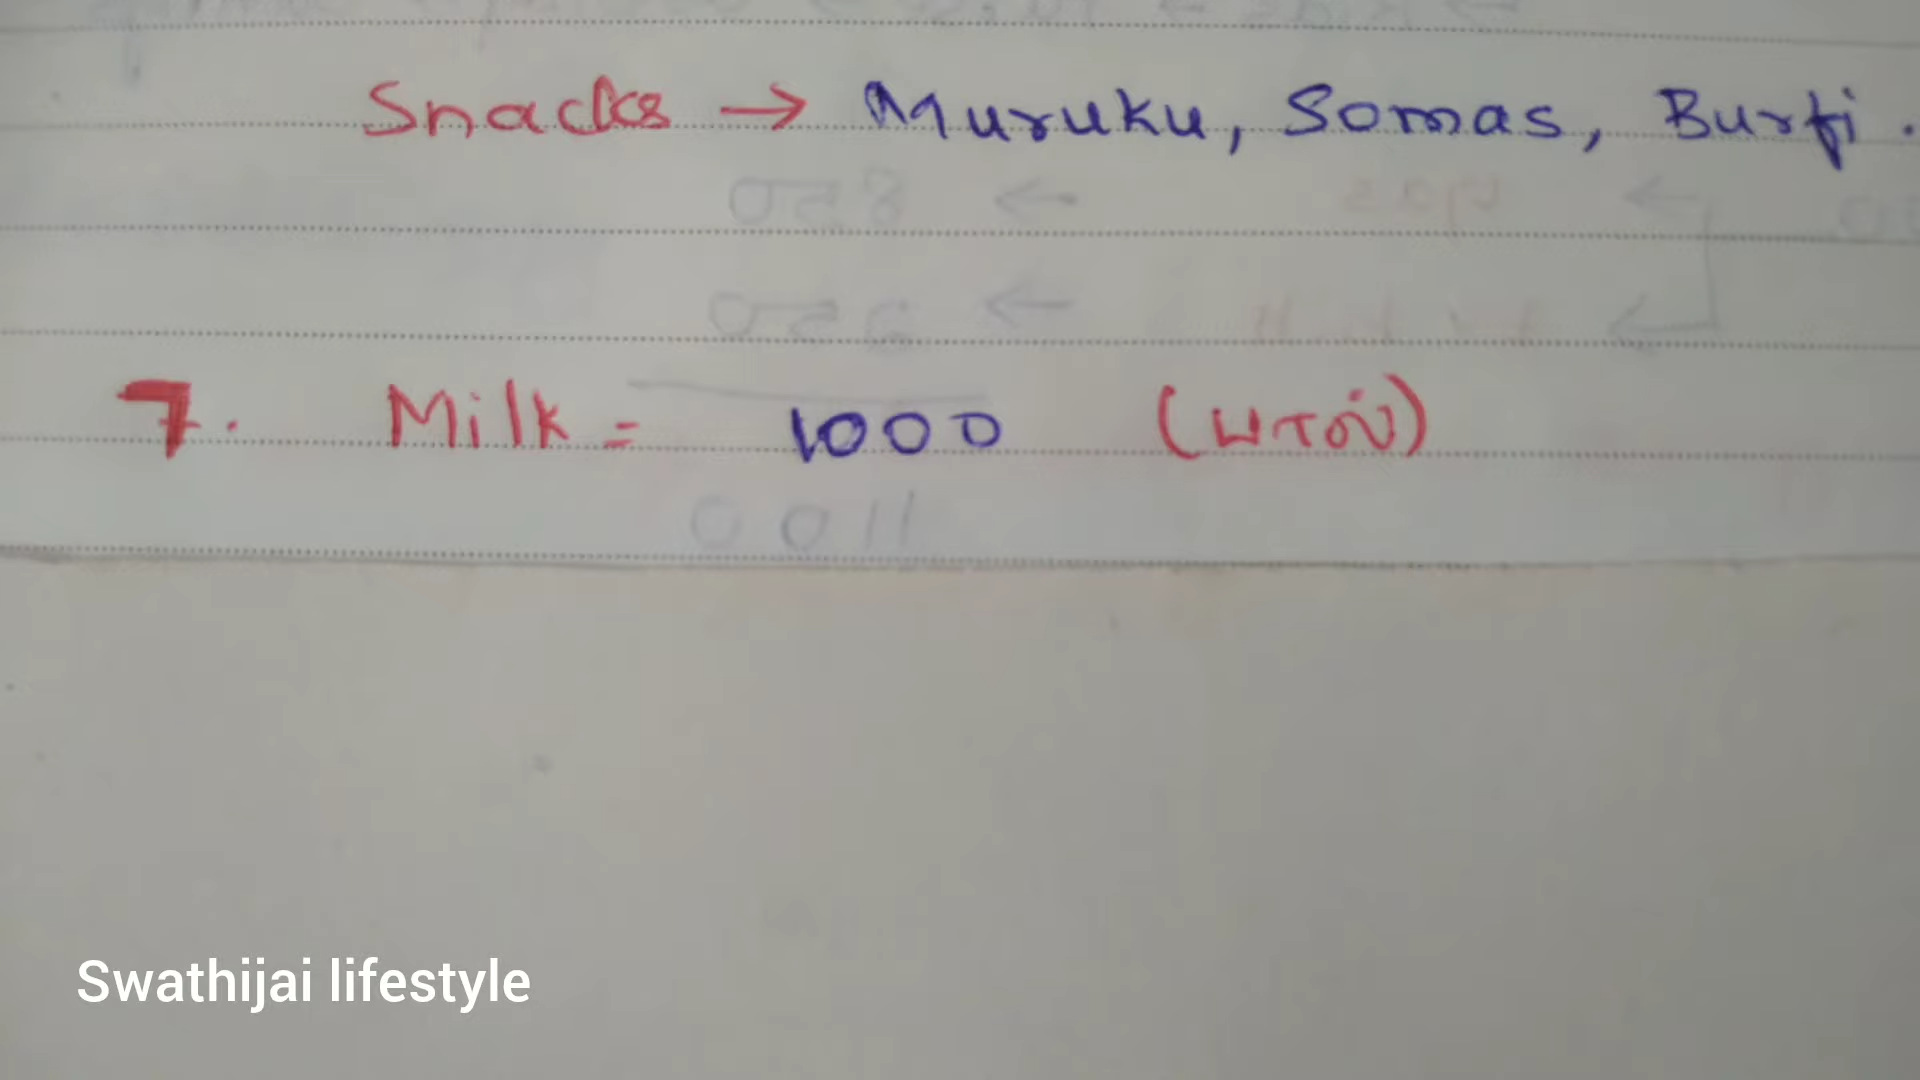 Snacks → Muruku, Somas, Burfi.
7. Milk = 1000 (பால்)
Swathijai lifestyle